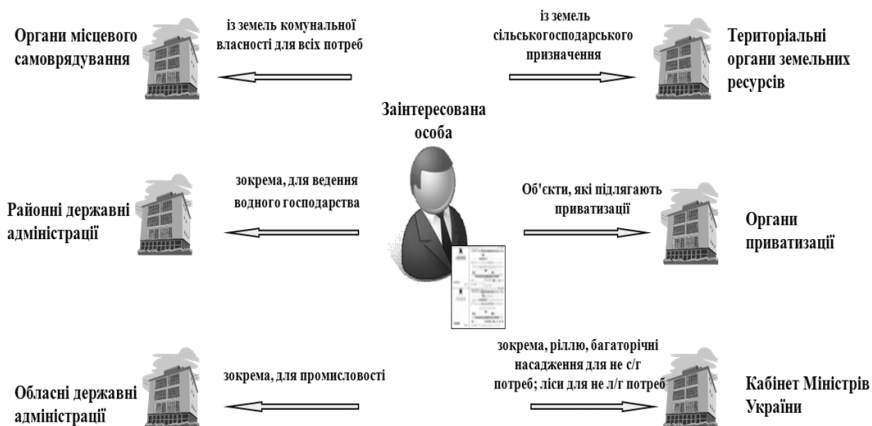 Органи місцевого
самоврядування
із земель комунальної
власності для всіх потреб
із земель
сільськогосподарського
призначення
Територіальні
органи земельних
ресурсів
Заінтересована
особа
Районні державні
адміністрації
зокрема, для ведення
водного господарства
Об'єкти, які підлягають
приватизації
Органи
приватизації
Обласні державні
адміністрації
зокрема, для промисловості
зокрема, ріллю, багаторічні
насадження для не с/г
потреб; ліси для не л/г потреб
Кабінет Міністрів
України